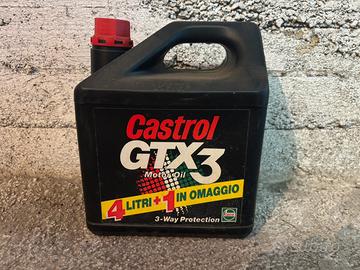 Castrol
GTX3
Motor Oil
4 LITRI + 1 IN OMAGGIO
3-Way Protection